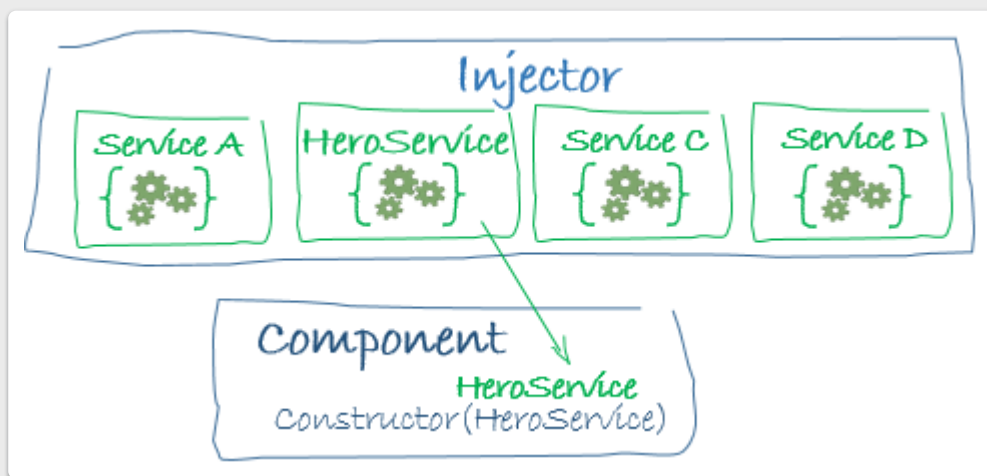 Injector
Service A
HeroService
Service C
Service D
Component
HeroService
Constructor(HeroService)